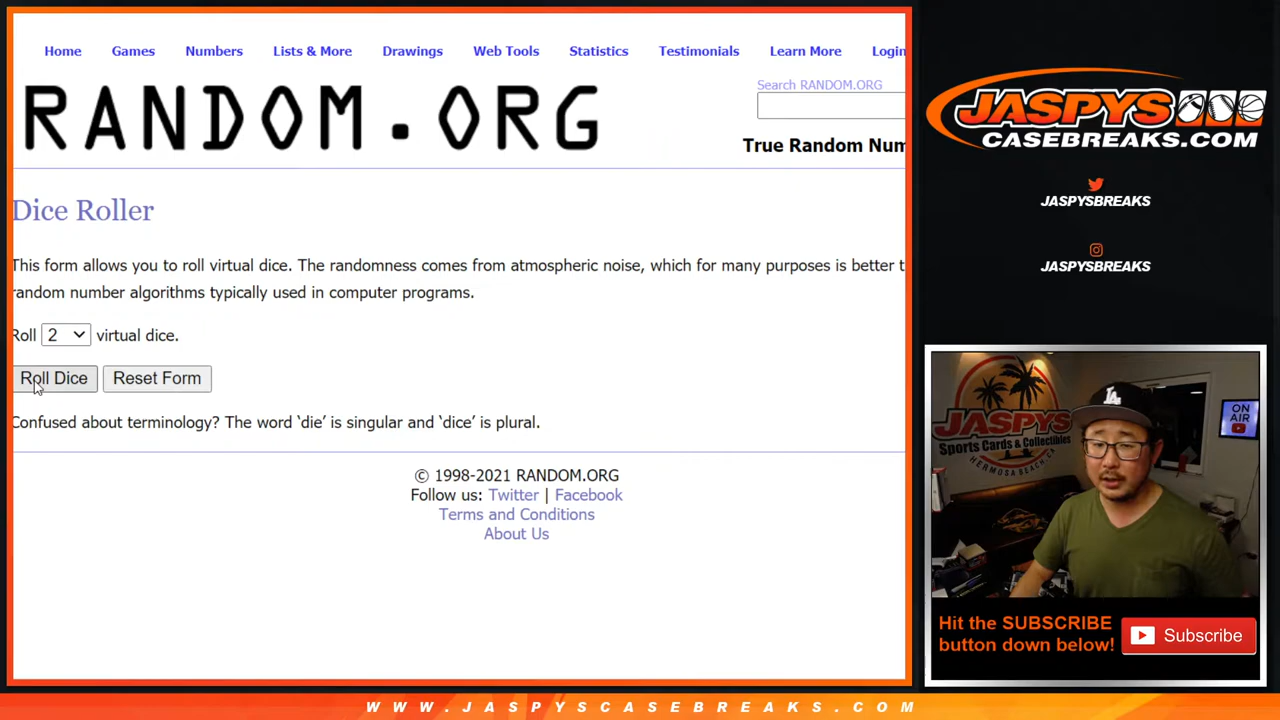 Home Games Numbers Lists & More Drawings Web Tools Statistics Testimonials Learn More Login
RANDOM.ORG
Search RANDOM.ORG
True Random Num
Dice Roller
This form allows you to roll virtual dice. The randomness comes from atmospheric noise, which for many purposes is better t
random number algorithms typically used in computer programs.
Roll 2 virtual dice.
Roll Dice Reset Form
Confused about terminology? The word ‘die’ is singular and ‘dice’ is plural.
© 1998-2021 RANDOM.ORG
Follow us: Twitter | Facebook
Terms and Conditions
About Us
JASPYS
CASEBREAKS.COM
JASPYSBREAKS
JASPYSBREAKS
JASPYS
Sports Cards & Collectibles
HERMOSA BEACH, CA
LA
ON
AIR
Hit the SUBSCRIBE
button down below!
Subscribe
WWW.JASPYSCASEBREAKS.COM